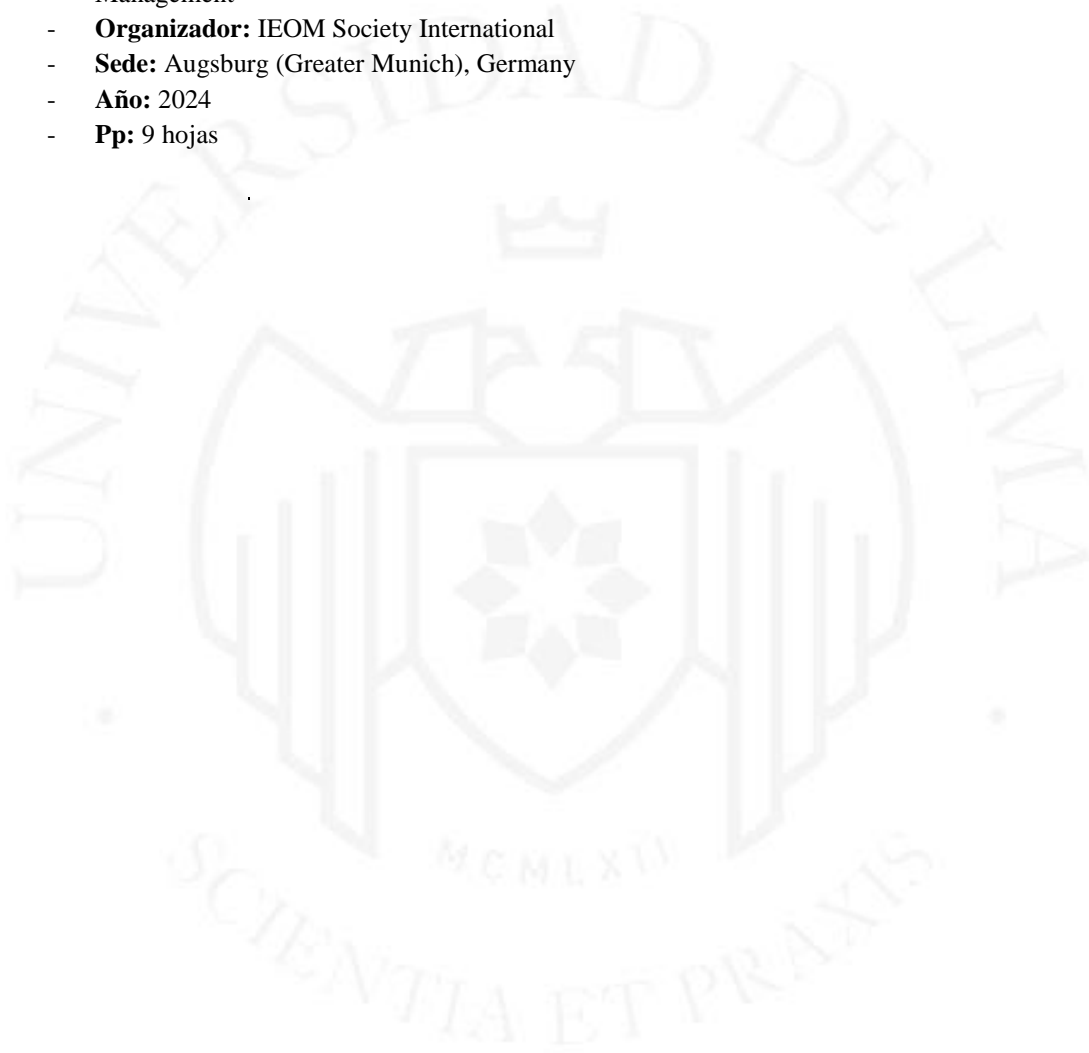 Management
- Organizador: IEOM Society International
- Sede: Augsburg (Greater Munich), Germany
- Año: 2024
- Pp: 9 hojas
UNIVERSIDAD DE LIMA
MCMLXII
SCIENTIA ET PRAXIS